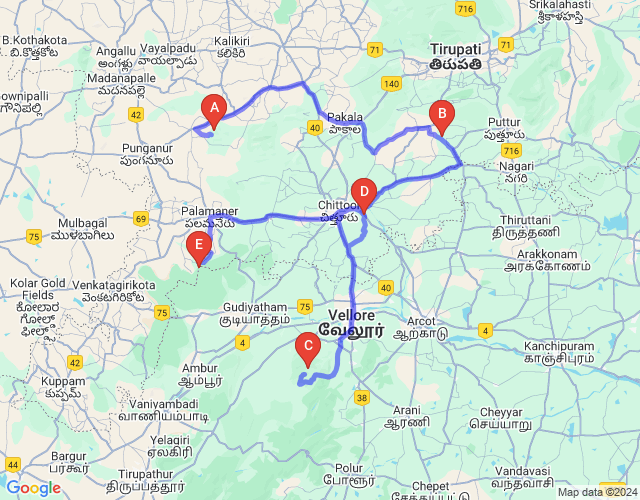 Srikalahasti
శ్రీకాళహస్తి
716
B.Kothakota
బి.కొత్తకోట
Vayalpadu
వాయల్పాడు
Kalikiri
కలికిరి
71
Tirupati
తిరుపతి
Angallu
అంగళ్లు
Madanapalle
మదనపల్లె
140
A
B
42
40
Pakala
పాకాల
Puttur
పుత్తూరు
716
Punganur
పుంగనూరు
Nagari
నగరి
71
D
Chittoor
చిత్తూరు
Palamaner
పలమనేరు
69
Mulbagal
ಮುಳಬಾಗಿಲು
75
Thiruttani
திருத்தணி
E
Arakkonam
அரக்கோணம்
Kolar Gold
Fields
ಕೋಲಾರ
ಗೋಲ್ಡ್
ಫೀಲ್ಡ್ಸ್
Venkatagirikota
వెంకటగిరికోట
40
75
Gudiyatham
குடியாத்தம்
75
Vellore
வேலூர்
Arcot
ஆற்காடு
4
4
Kanchipuram
காஞ்சிபுரம்
C
42
Kuppam
కుప్పమ్
Ambur
ஆம்பூர்
38
Vaniyambadi
வாணியம்பாடி
Arani
ஆரணி
Cheyyar
செய்யாறு
Yelagiri
ஏலகிரி
Bargur
பர்கூர்
44
Tirupathur
திருப்பத்தூர்
Polur
போளூர்
Vandavasi
வந்தவாசி
Chepet
சேத்துப்பட்டு
Google
Map data ©2024